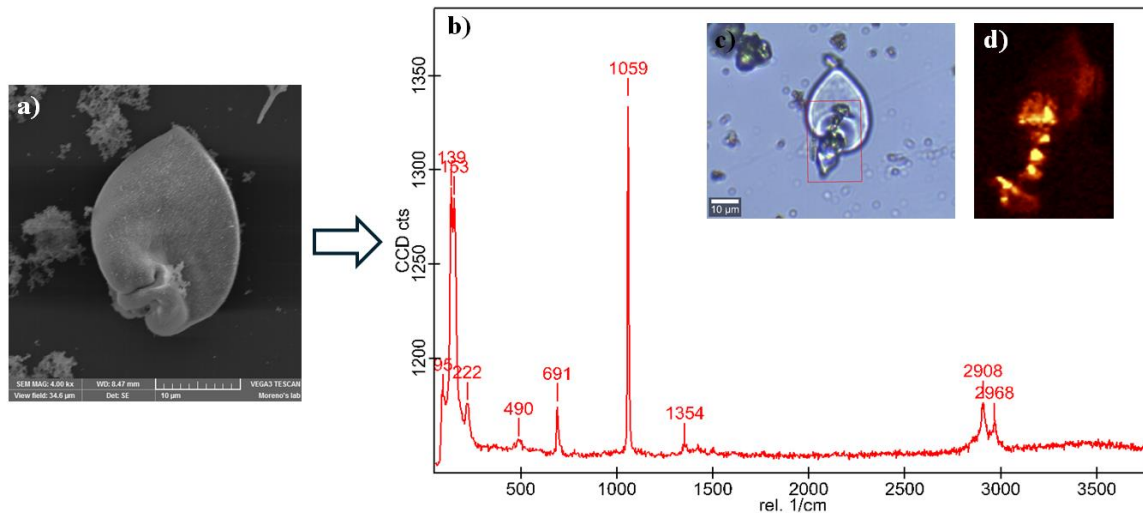 a)
SEM MAG: 4.00 kx WD: 8.47 mm VEGA3 TESCAN
View field: 34.6 µm Det: SE 10 µm Moreno's lab
b)
CCD cts
1350
1300
1250
1200
95
139
153
222
490
691
1059
1354
2908
2968
500 1000 1500 2000 2500 3000 3500
rel. 1/cm
c)
10 µm
d)